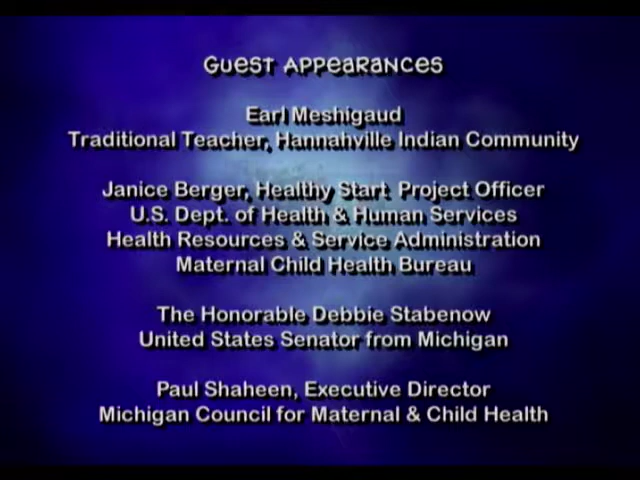 Guest Appearances
Earl Meshigaud
Traditional Teacher, Hannahville Indian Community
Janice Berger, Healthy Start Project Officer
U.S. Dept. of Health & Human Services
Health Resources & Service Administration
Maternal Child Health Bureau
The Honorable Debbie Stabenow
United States Senator from Michigan
Paul Shaheen, Executive Director
Michigan Council for Maternal & Child Health